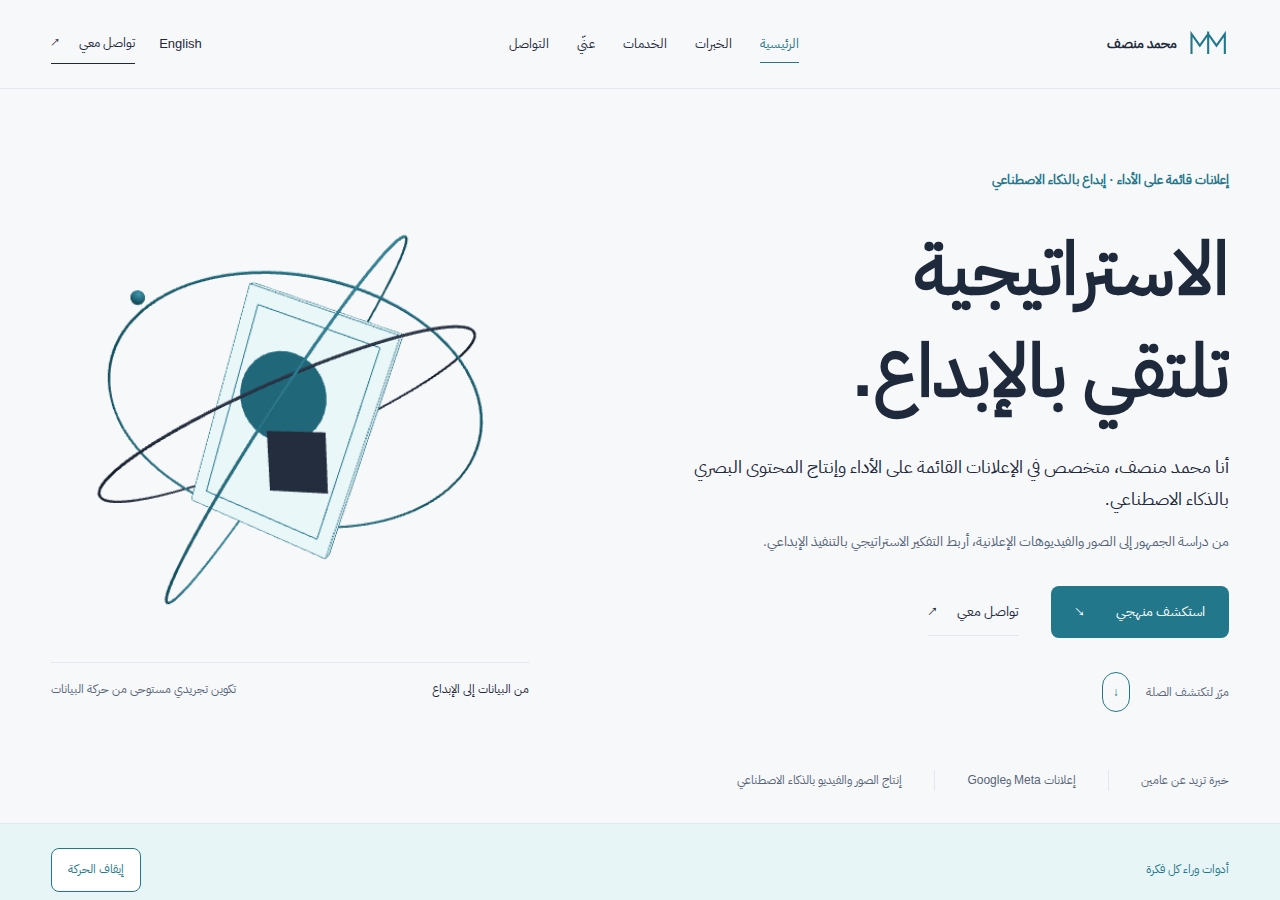 محمد منصف
الرئيسية
الخبرات
الخدمات
عنّي
التواصل
English
تواصل معي ↗
إعلانات قائمة على الأداء · إبداع بالذكاء الاصطناعي
الاستراتيجية
تلتقي بالإبداع.
أنا محمد منصف، متخصص في الإعلانات القائمة على الأداء وإنتاج المحتوى البصري
بالذكاء الاصطناعي.
من دراسة الجمهور إلى الصور والفيديوهات الإعلانية، أربط التفكير الاستراتيجي بالتنفيذ الإبداعي.
استكشف منهجي ↘
تواصل معي ↗
مرّر لتكتشف الصلة ↓
من البيانات إلى الإبداع
تكوين تجريدي مستوحى من حركة البيانات
خبرة تزيد عن عامين
إعلانات Meta وGoogle
إنتاج الصور والفيديو بالذكاء الاصطناعي
أدوات وراء كل فكرة
إيقاف الحركة